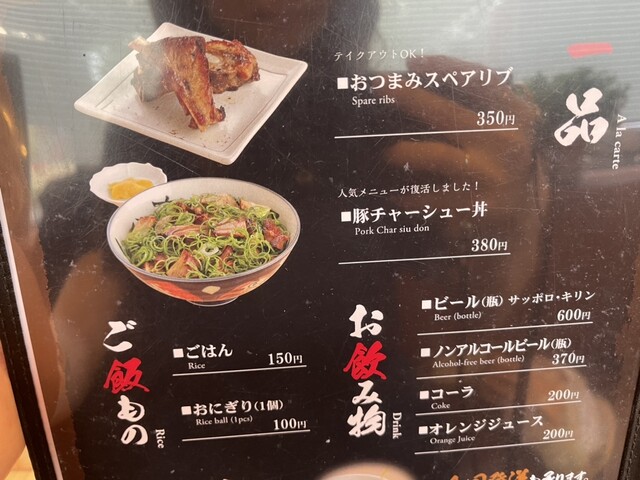 テイクアウトOK!
■おつまみスペアリブ
Spare ribs
350円
品
A la carte
人気メニューが復活しました!
■豚チャーシュー丼
Pork Char siu don
380円
ご飯もの
Rice
■ごはん
Rice
150円
■おにぎり(1個)
Rice ball (1pcs)
100円
お飲み物
Drink
■ビール(瓶) サッポロ・キリン
Beer (bottle)
600円
■ノンアルコールビール(瓶)
Alcohol-free beer (bottle)
370円
■コーラ
Coke
200円
■オレンジジュース
Orange Juice
200円